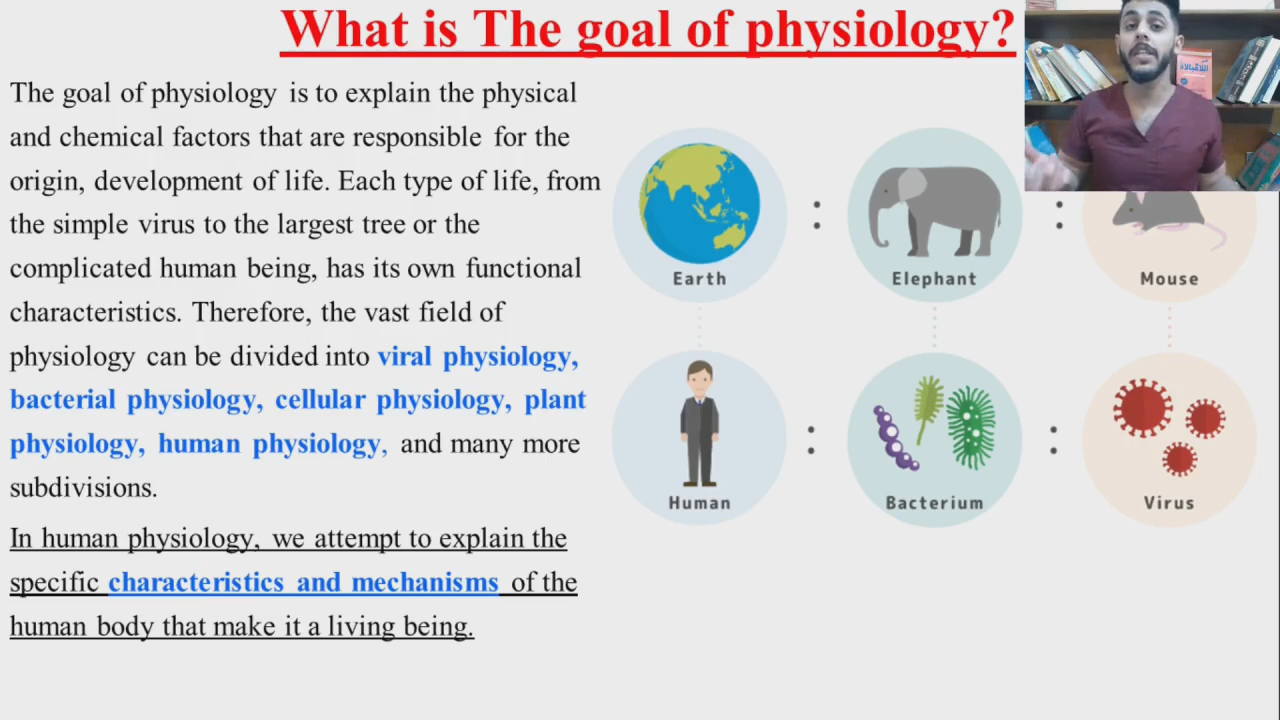 What is The goal of physiology?
The goal of physiology is to explain the physical
and chemical factors that are responsible for the
origin, development of life. Each type of life, from
the simple virus to the largest tree or the
complicated human being, has its own functional
characteristics. Therefore, the vast field of
physiology can be divided into viral physiology,
bacterial physiology, cellular physiology, plant
physiology, human physiology, and many more
subdivisions.
In human physiology, we attempt to explain the
specific characteristics and mechanisms of the
human body that make it a living being.
Earth : Elephant : Mouse
Human : Bacterium : Virus